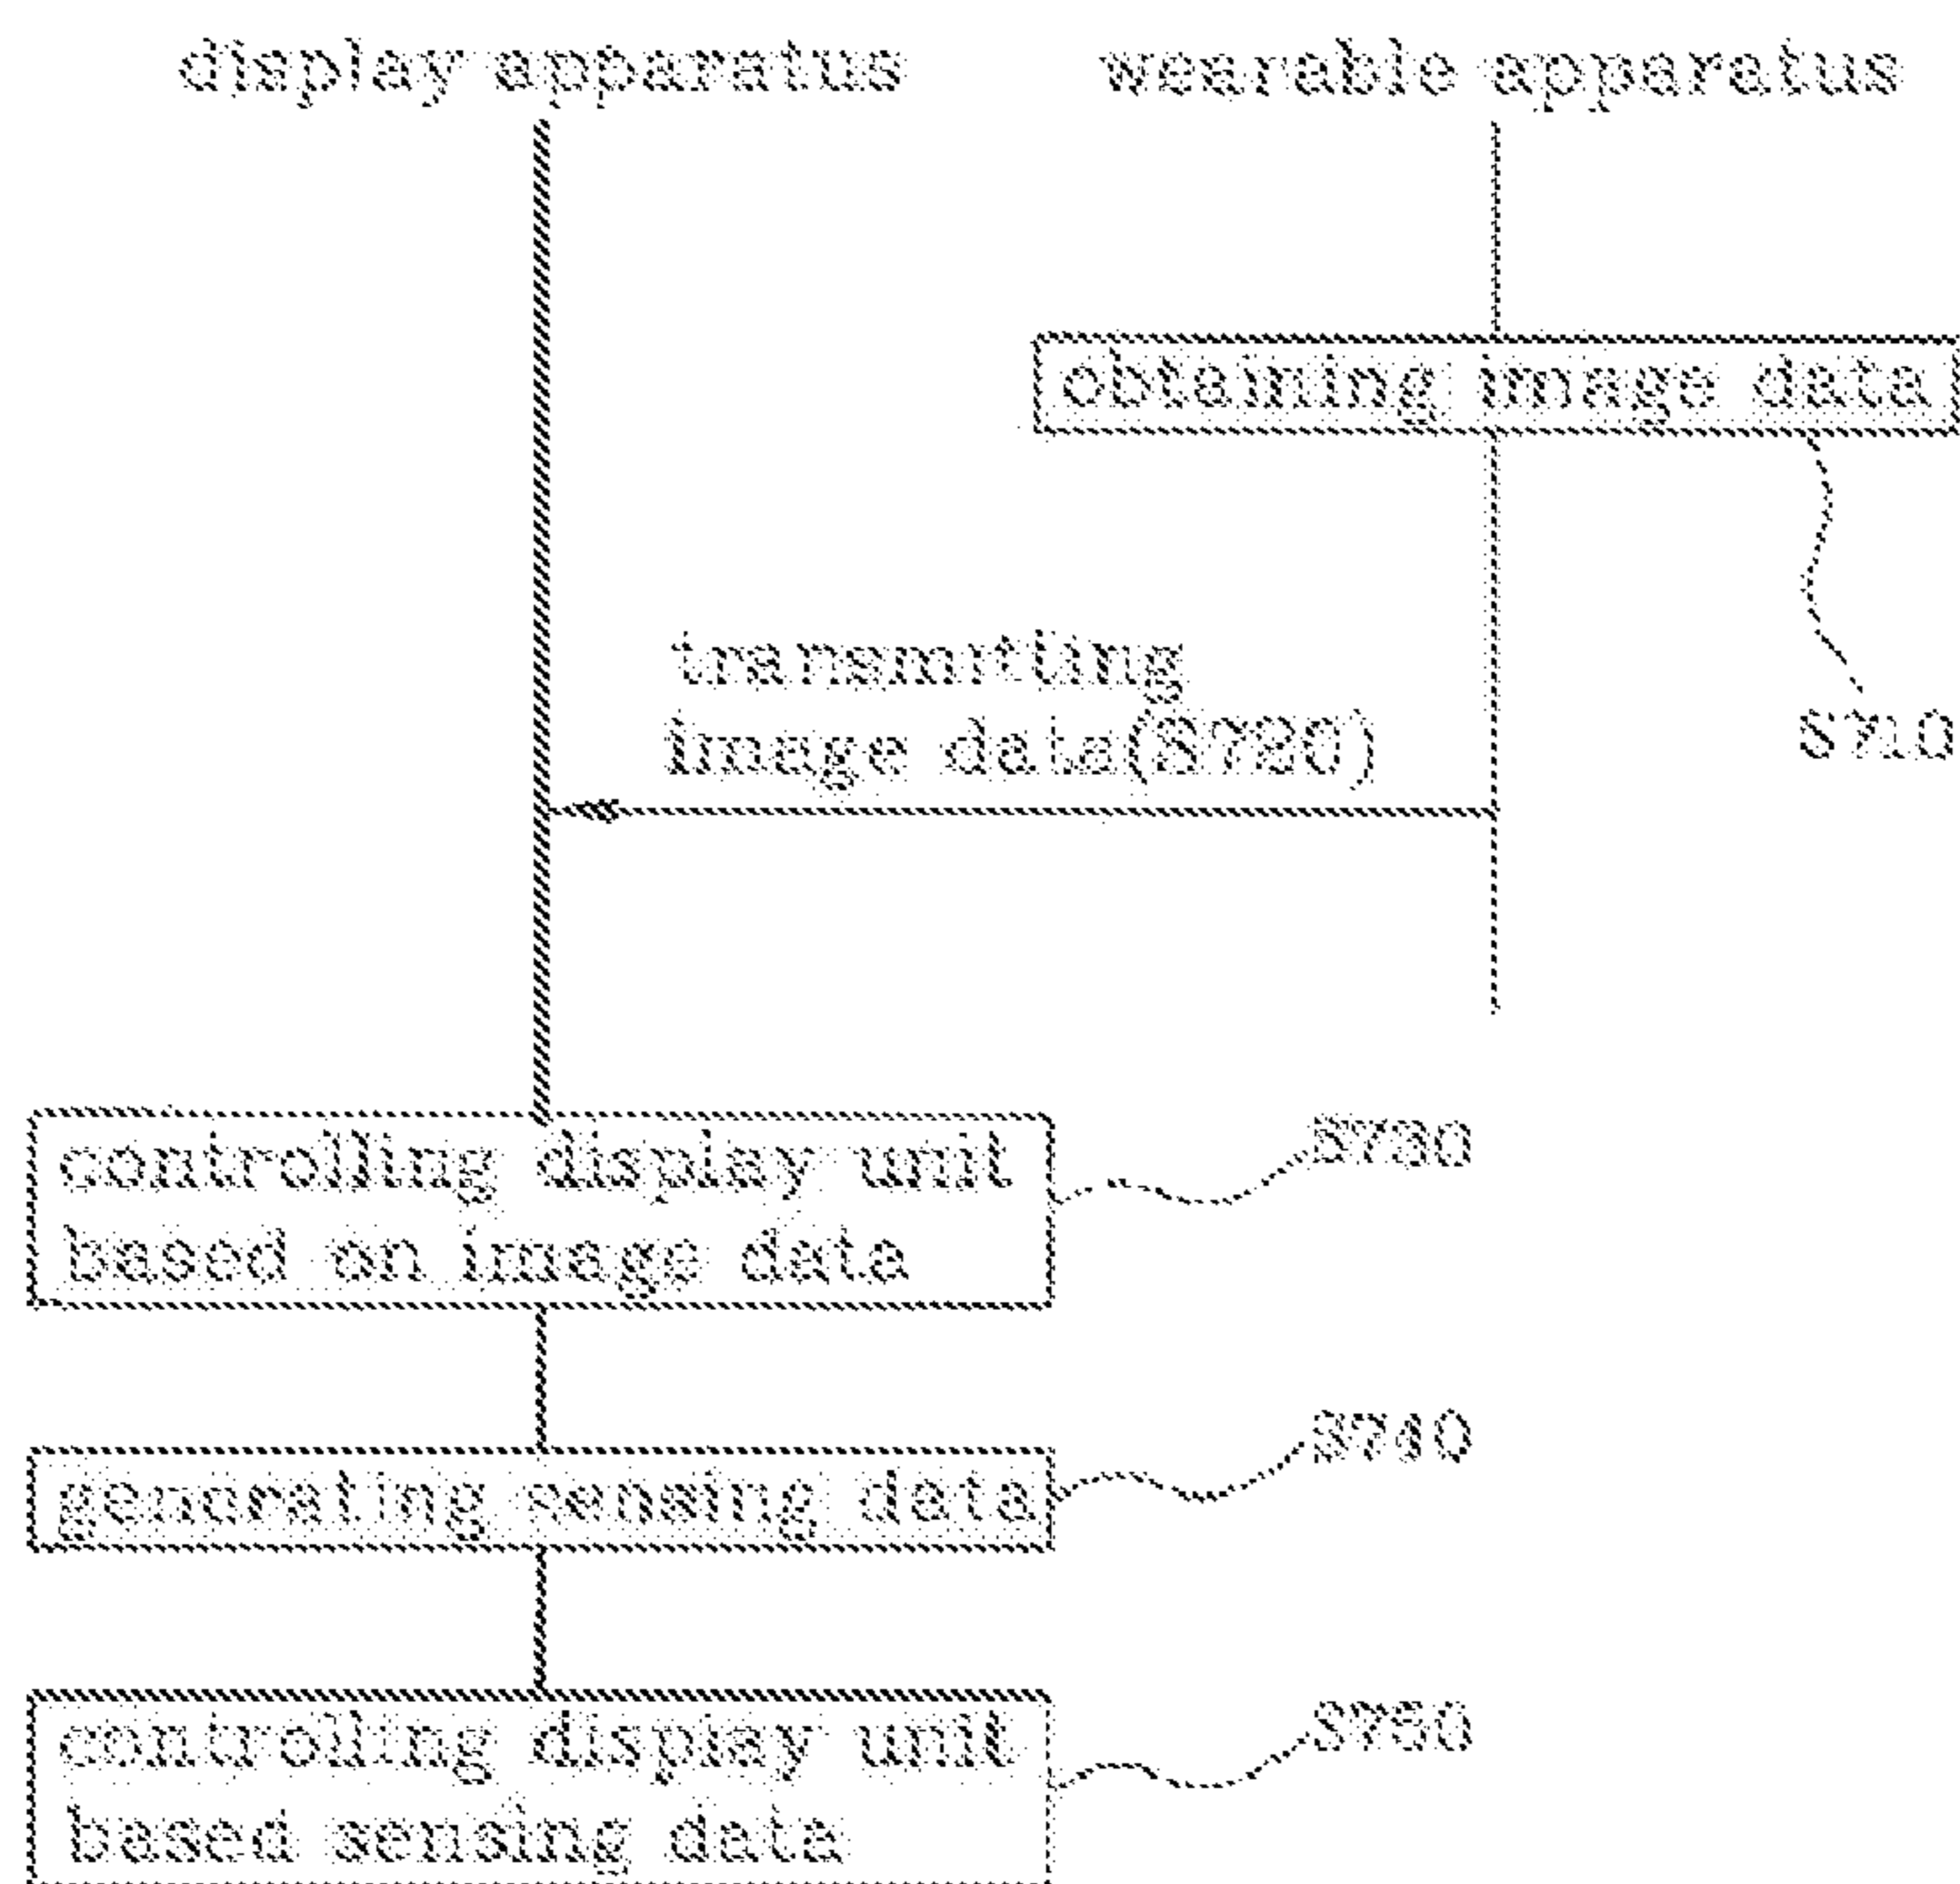 display apparatus
wearable apparatus
obtaining image data
S710
transmitting
image data(S720)
controlling display unit
based on image data
S730
generating sensing data
S740
controlling display unit
based sensing data
S750